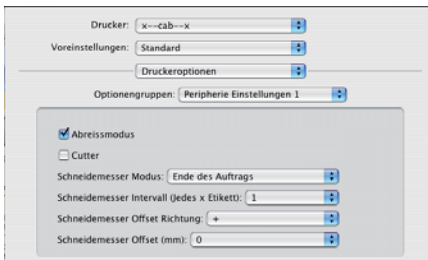 Drucker: x--cab--x
Voreinstellungen: Standard
Druckeroptionen
Optionengruppen: Peripherie Einstellungen 1
Abreissmodus
Cutter
Schneidemesser Modus: Ende des Auftrags
Schneidemesser Intervall (Jedes x Etikett): 1
Schneidemesser Offset Richtung: +
Schneidemesser Offset (mm): 0